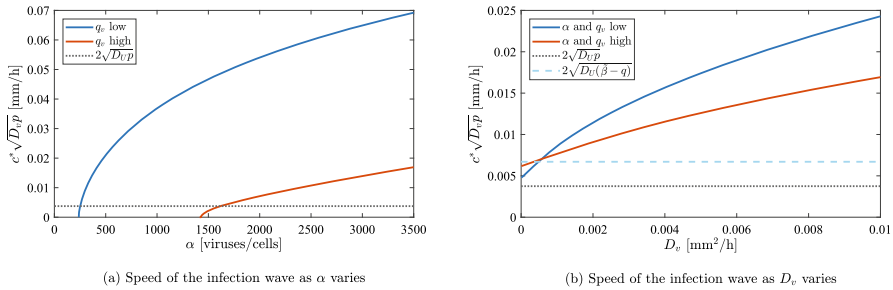 0.07
0.06
0.05
0.04
0.03
0.02
0.01
0
c*√D_v p [mm/h]
q_v low
q_v high
2√D_U p
0 500 1000 1500 2000 2500 3000 3500
α [viruses/cells]
(a) Speed of the infection wave as α varies
0.025
0.02
0.015
0.01
0.005
0
c*√D_v p [mm/h]
α and q_v low
α and q_v high
2√D_U p
2√D_U(β̃ − q)
0 0.002 0.004 0.006 0.008 0.01
D_v [mm²/h]
(b) Speed of the infection wave as D_v varies